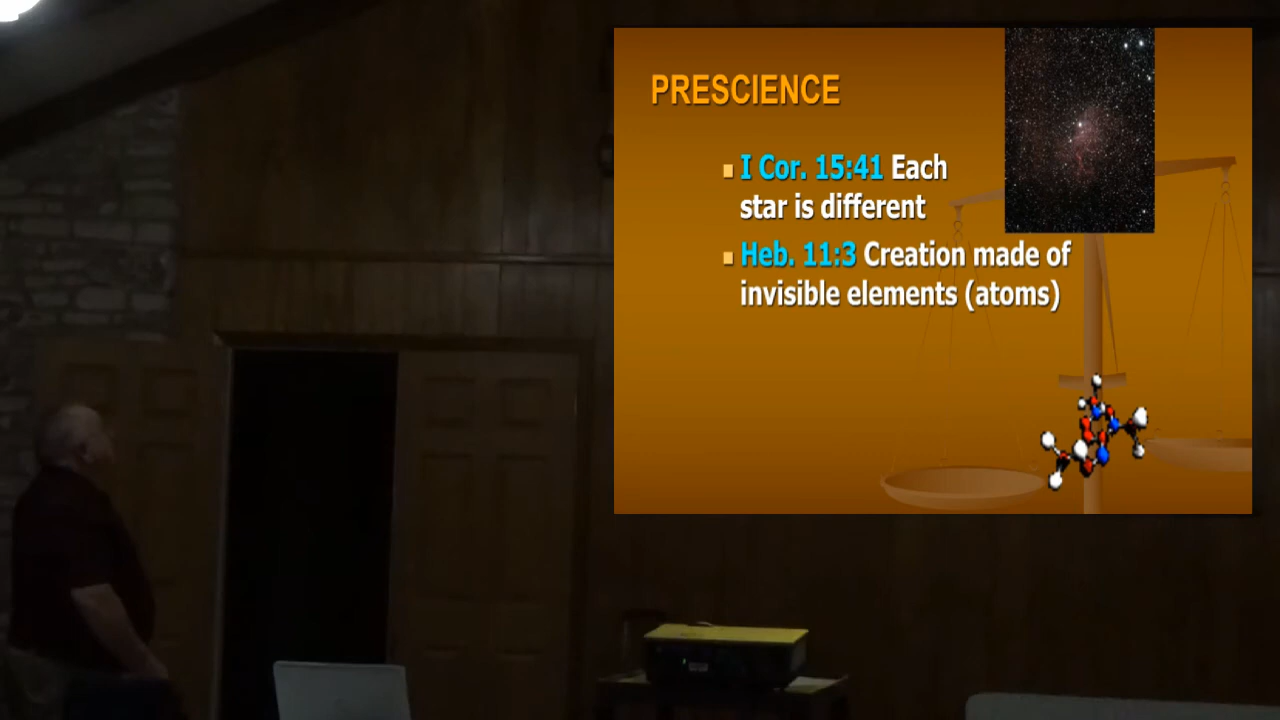 PRESCIENCE
I Cor. 15:41 Each
star is different
Heb. 11:3 Creation made of
invisible elements (atoms)